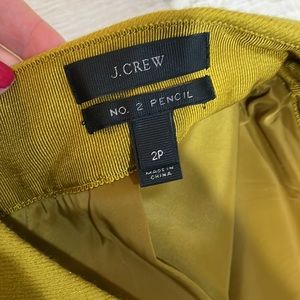 J.CREW
NO. 2 PENCIL
2P
MADE IN
CHINA